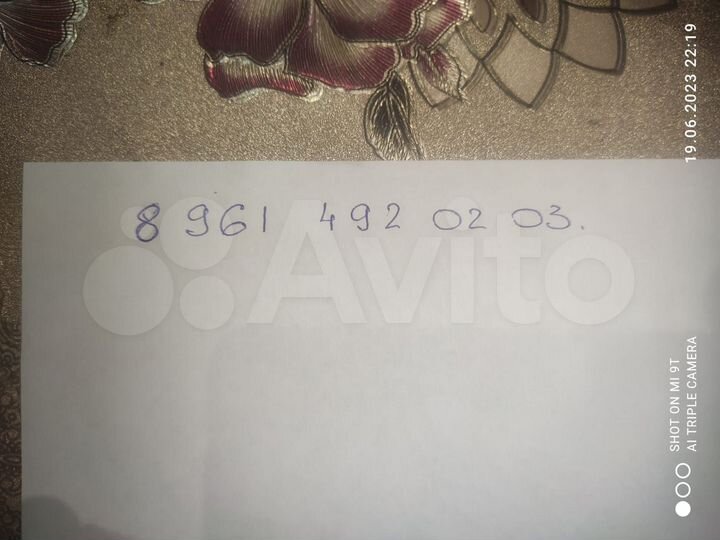 8 961 492 02 03.
Avito
19.06.2023 22:19
SHOT ON MI 9T
AI TRIPLE CAMERA